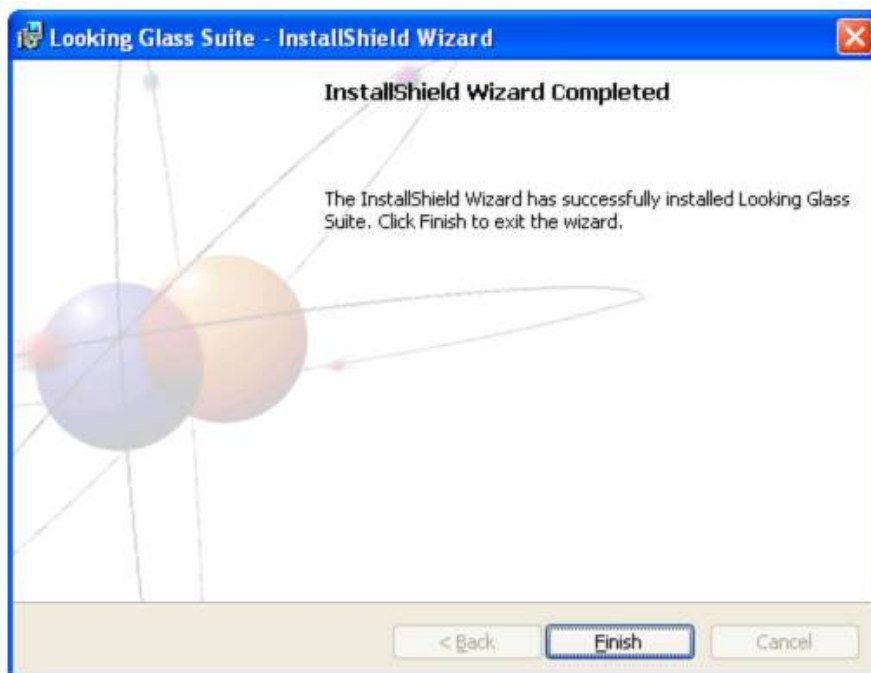 Looking Glass Suite - InstallShield Wizard
InstallShield Wizard Completed
The InstallShield Wizard has successfully installed Looking Glass
Suite. Click Finish to exit the wizard.
< Back
Finish
Cancel